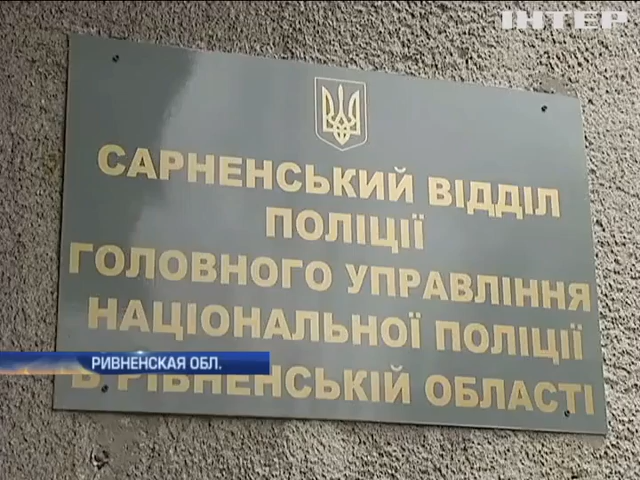 ІНТЕР
САРНЕНСЬКИЙ ВІДДІЛ
ПОЛІЦІЇ
ГОЛОВНОГО УПРАВЛІННЯ
НАЦІОНАЛЬНОЇ ПОЛІЦІЇ
РИВНЕНСКАЯ ОБЛ.
В РІВНЕНСЬКІЙ ОБЛАСТІ